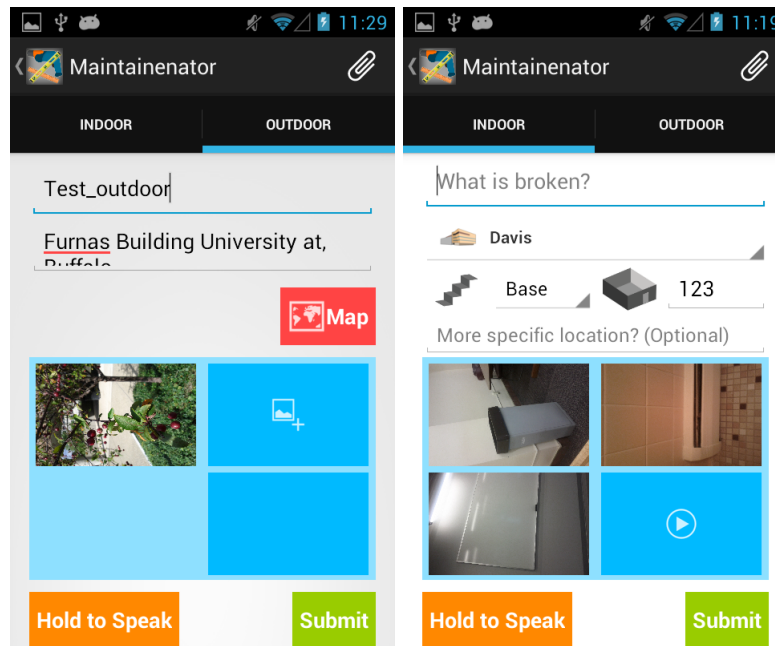 11:29
Maintainenator
INDOOR OUTDOOR
Test_outdoor
Furnas Building University at,
Buffalo
Map
Hold to Speak Submit
11:19
Maintainenator
INDOOR OUTDOOR
What is broken?
Davis
Base 123
More specific location? (Optional)
Hold to Speak Submit